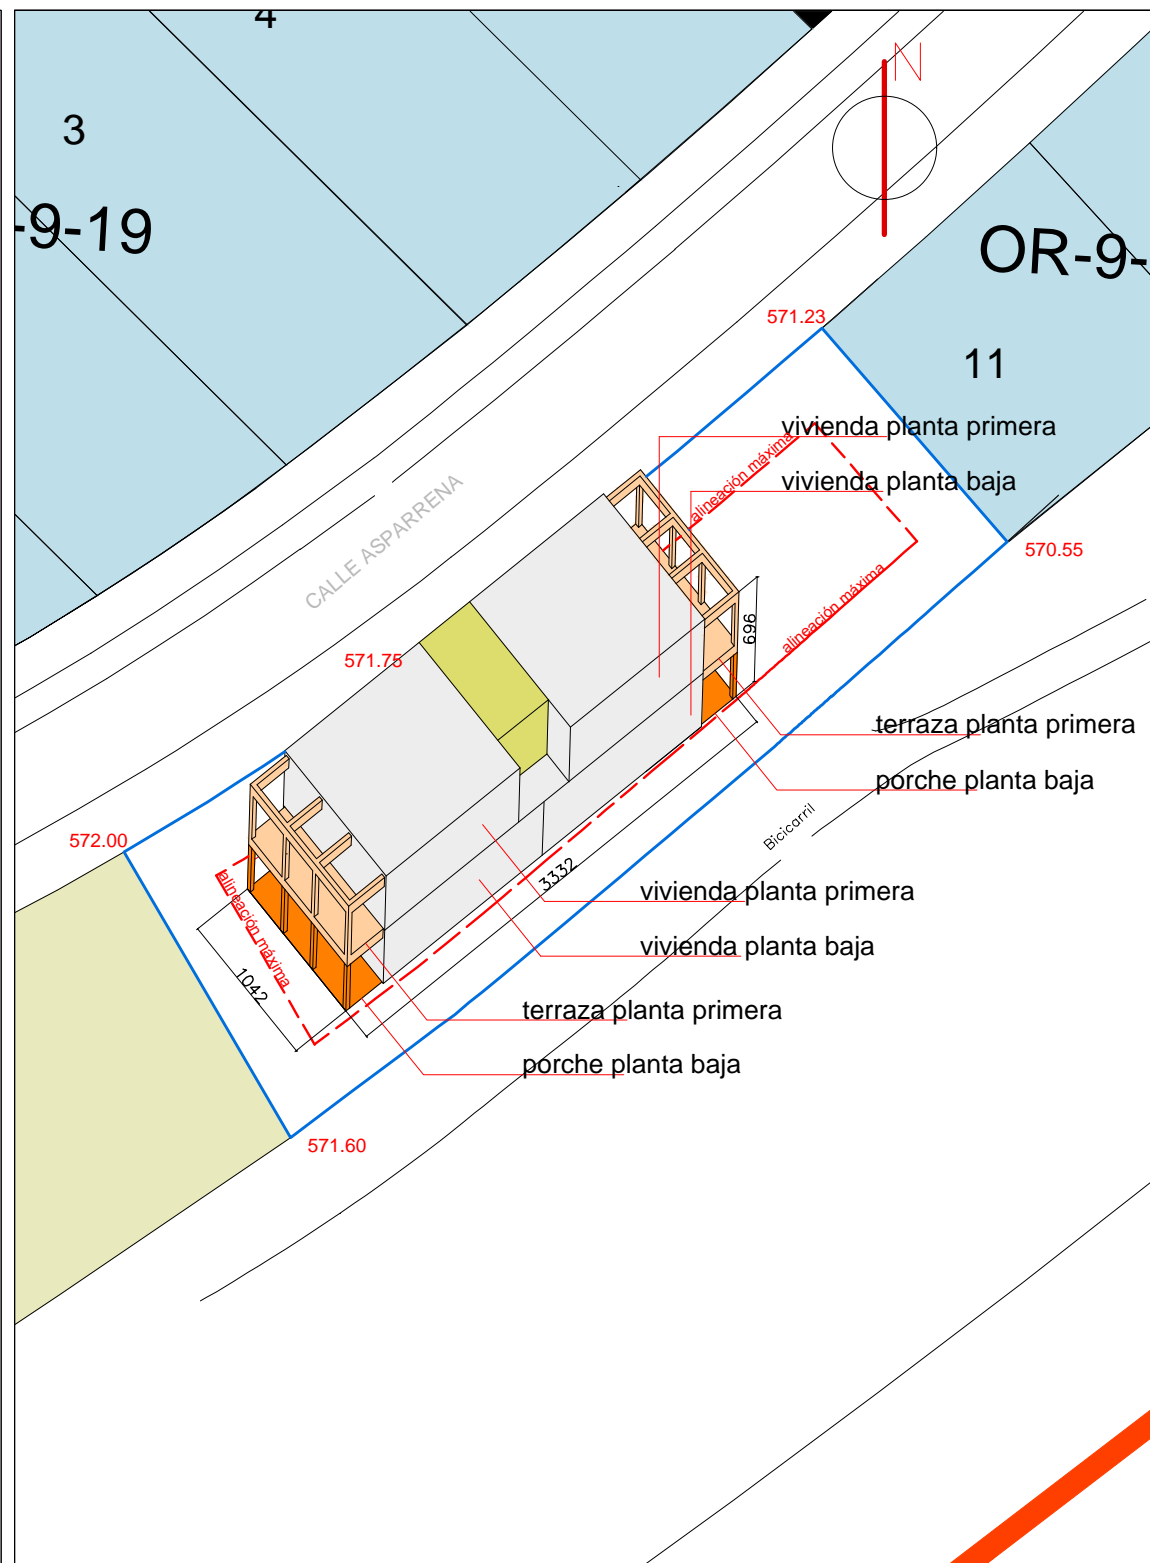 4
N
3
-9-19
OR-9-
571.23
11
vivienda planta primera
alineación máxima
vivienda planta baja
CALLE ASPARRENA
570.55
alineación máxima
696
571.75
terraza planta primera
porche planta baja
Bicicarril
572.00
3332
vivienda planta primera
alineación máxima
vivienda planta baja
1042
terraza planta primera
porche planta baja
571.60